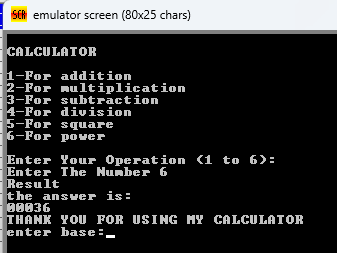 SCR emulator screen (80x25 chars)
CALCULATOR
1-For addition
2-For multiplication
3-For subtraction
4-For division
5-For square
6-For power
Enter Your Operation (1 to 6):
Enter The Number 6
Result
the answer is:
00036
THANK YOU FOR USING MY CALCULATOR
enter base:_